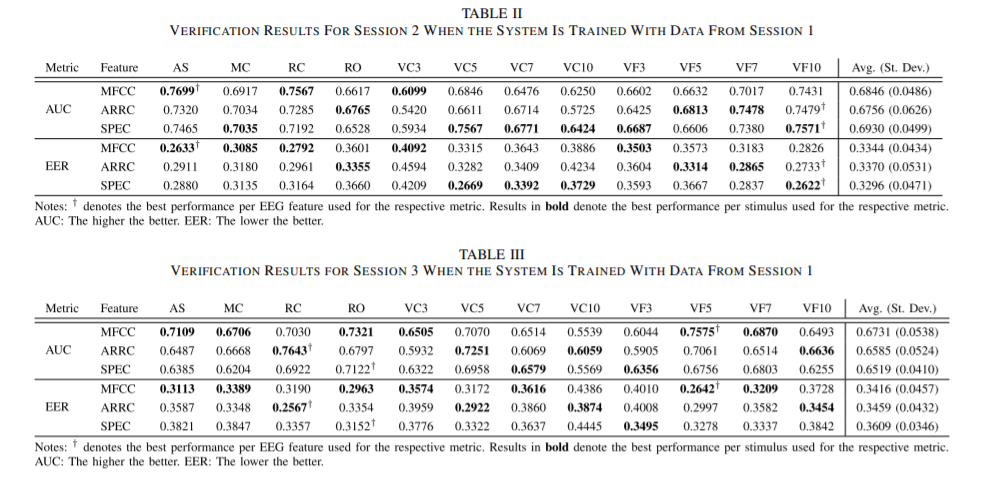 TABLE II
VERIFICATION RESULTS FOR SESSION 2 WHEN THE SYSTEM IS TRAINED WITH DATA FROM SESSION 1
Metric Feature AS MC RC RO VC3 VC5 VC7 VC10 VF3 VF5 VF7 VF10 Avg. (St. Dev.)
MFCC 0.7699† 0.6917 0.7567 0.6617 0.6099 0.6846 0.6476 0.6250 0.6602 0.6632 0.7017 0.7431 0.6846 (0.0486)
AUC ARRC 0.7320 0.7034 0.7285 0.6765 0.5420 0.6611 0.6714 0.5725 0.6425 0.6813 0.7478 0.7479† 0.6756 (0.0626)
SPEC 0.7465 0.7035 0.7192 0.6528 0.5934 0.7567 0.6771 0.6424 0.6687 0.6606 0.7380 0.7571† 0.6930 (0.0499)
MFCC 0.2633† 0.3085 0.2792 0.3601 0.4092 0.3315 0.3643 0.3886 0.3503 0.3573 0.3183 0.2826 0.3344 (0.0434)
EER ARRC 0.2911 0.3180 0.2961 0.3355 0.4594 0.3282 0.3409 0.4234 0.3604 0.3314 0.2865 0.2733† 0.3370 (0.0531)
SPEC 0.2880 0.3135 0.3164 0.3660 0.4209 0.2669 0.3392 0.3729 0.3593 0.3667 0.2837 0.2622† 0.3296 (0.0471)
Notes: † denotes the best performance per EEG feature used for the respective metric. Results in bold denote the best performance per stimulus used for the respective metric.
AUC: The higher the better. EER: The lower the better.
TABLE III
VERIFICATION RESULTS FOR SESSION 3 WHEN THE SYSTEM IS TRAINED WITH DATA FROM SESSION 1
Metric Feature AS MC RC RO VC3 VC5 VC7 VC10 VF3 VF5 VF7 VF10 Avg. (St. Dev.)
MFCC 0.7109 0.6706 0.7030 0.7321 0.6505 0.7070 0.6514 0.5539 0.6044 0.7575† 0.6870 0.6493 0.6731 (0.0538)
AUC ARRC 0.6487 0.6668 0.7643† 0.6797 0.5932 0.7251 0.6069 0.6059 0.5905 0.7061 0.6514 0.6636 0.6585 (0.0524)
SPEC 0.6385 0.6204 0.6922 0.7122† 0.6322 0.6958 0.6579 0.5569 0.6356 0.6756 0.6803 0.6255 0.6519 (0.0410)
MFCC 0.3113 0.3389 0.3190 0.2963 0.3574 0.3172 0.3616 0.4386 0.4010 0.2642† 0.3209 0.3728 0.3416 (0.0457)
EER ARRC 0.3587 0.3348 0.2567† 0.3354 0.3959 0.2922 0.3860 0.3874 0.4008 0.2997 0.3582 0.3454 0.3459 (0.0432)
SPEC 0.3821 0.3847 0.3357 0.3152† 0.3776 0.3322 0.3637 0.4445 0.3495 0.3278 0.3337 0.3842 0.3609 (0.0346)
Notes: † denotes the best performance per EEG feature used for the respective metric. Results in bold denote the best performance per stimulus used for the respective metric.
AUC: The higher the better. EER: The lower the better.